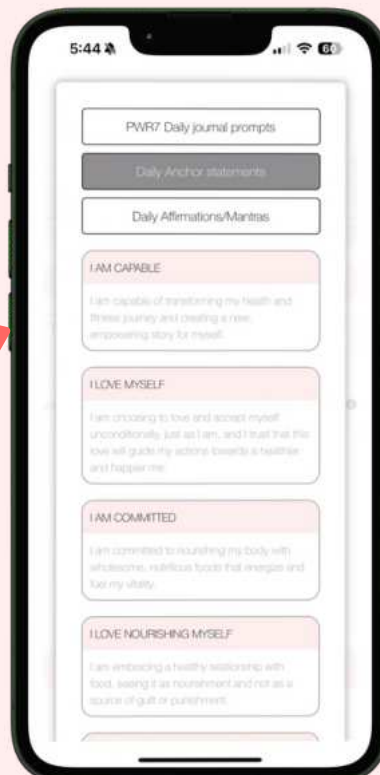 5:44
60
PWR7 Daily journal prompts
Daily Anchor statements
Daily Affirmations/Mantras
I AM CAPABLE
I am capable of transforming my health and
fitness journey and creating a new,
empowering story for myself.
I LOVE MYSELF
I am choosing to love and accept myself
unconditionally, just as I am, and I trust that this
love will guide my actions towards a healthier
and happier me.
I AM COMMITTED
I am committed to nourishing my body with
wholesome, nutritious foods that energize and
fuel my vitality.
I LOVE NOURISHING MYSELF
I am embracing a healthy relationship with
food, seeing it as nourishment and not as a
source of guilt or punishment.